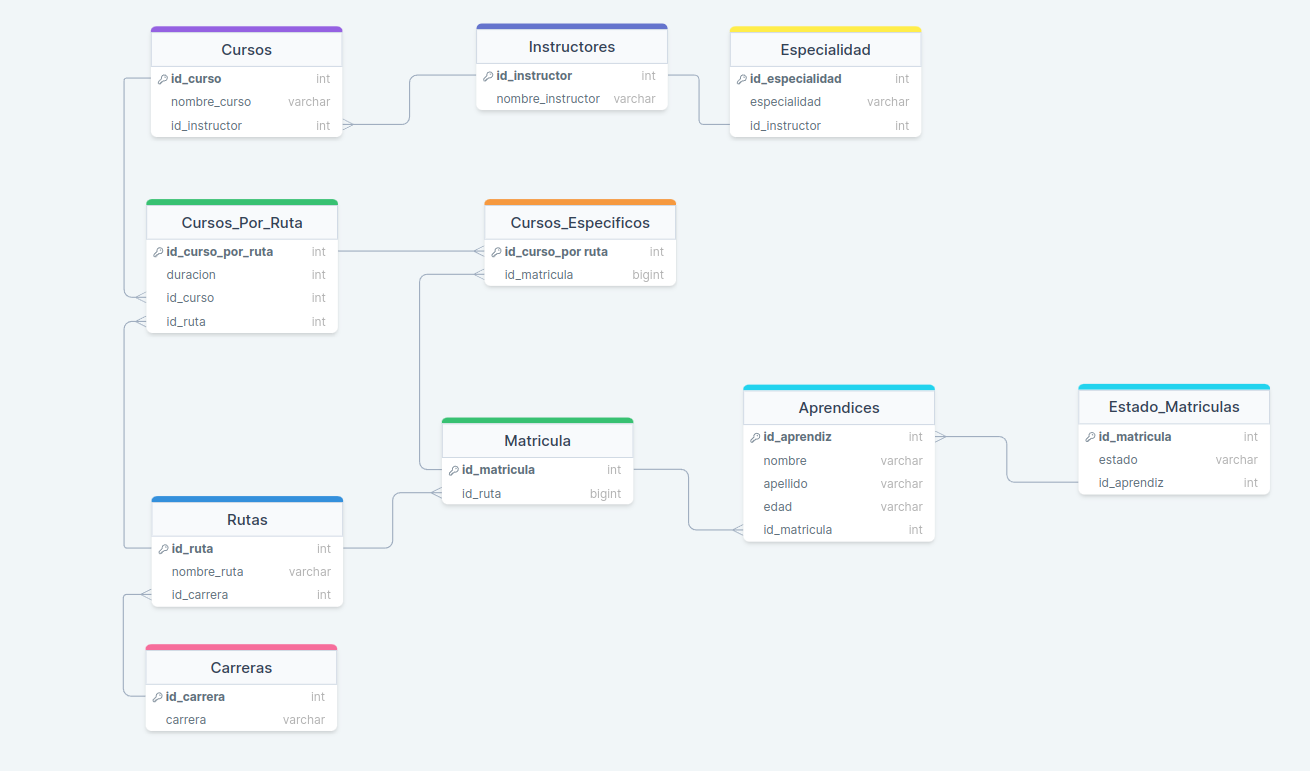 Cursos
id_curso int
nombre_curso varchar
id_instructor int
Instructores
id_instructor int
nombre_instructor varchar
Especialidad
id_especialidad int
especialidad varchar
id_instructor int
Cursos_Por_Ruta
id_curso_por_ruta int
duracion int
id_curso int
id_ruta int
Cursos_Especificos
id_curso_por ruta int
id_matricula bigint
Matricula
id_matricula int
id_ruta bigint
Aprendices
id_aprendiz int
nombre varchar
apellido varchar
edad varchar
id_matricula int
Estado_Matriculas
id_matricula int
estado varchar
id_aprendiz int
Rutas
id_ruta int
nombre_ruta varchar
id_carrera int
Carreras
id_carrera int
carrera varchar